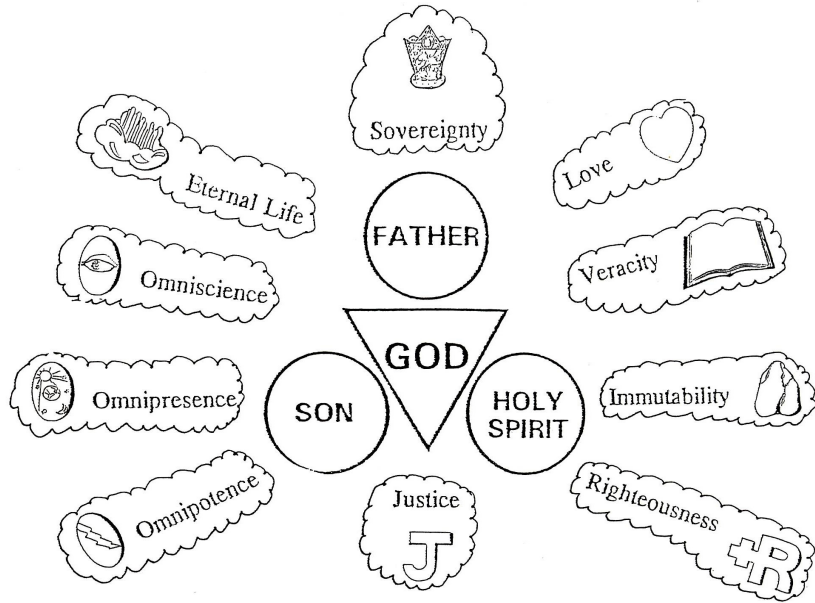 Sovereignty
Eternal Life
Love
FATHER
Omniscience
Veracity
GOD
Omnipresence
SON
HOLY
SPIRIT
Immutability
Omnipotence
Justice
J
Righteousness
+R